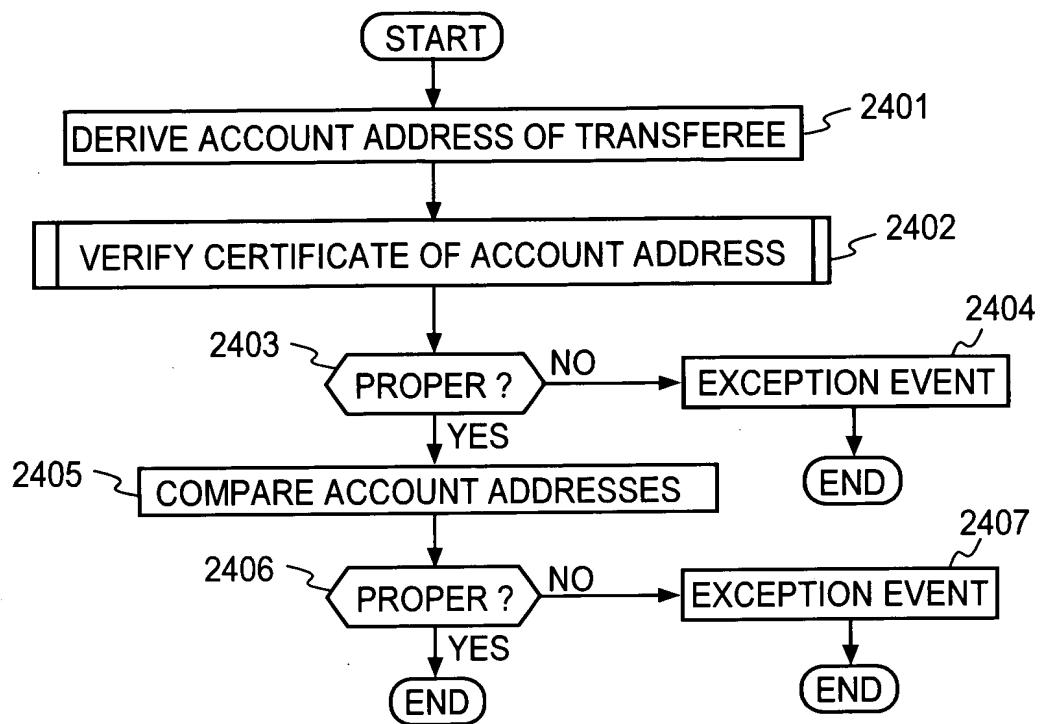 START
DERIVE ACCOUNT ADDRESS OF TRANSFEREE
2401
VERIFY CERTIFICATE OF ACCOUNT ADDRESS
2402
2403
PROPER ?
NO
2404
EXCEPTION EVENT
YES
END
2405
COMPARE ACCOUNT ADDRESSES
2406
PROPER ?
NO
2407
EXCEPTION EVENT
YES
END
END